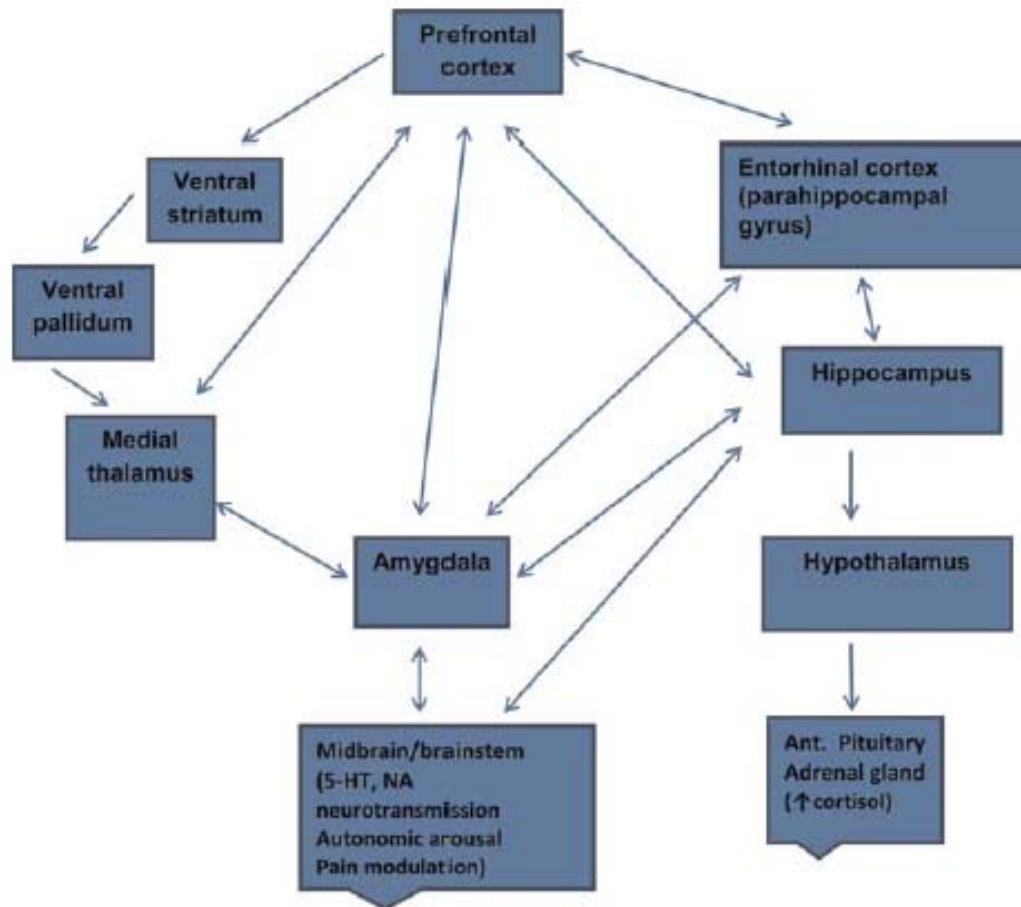 Prefrontal
cortex
Ventral
striatum
Entorhinal cortex
(parahippocampal
gyrus)
Ventral
pallidum
Hippocampus
Medial
thalamus
Amygdala
Hypothalamus
Midbrain/brainstem
(5-HT, NA
neurotransmission
Autonomic arousal
Pain modulation)
Ant. Pituitary
Adrenal gland
(↑cortisol)